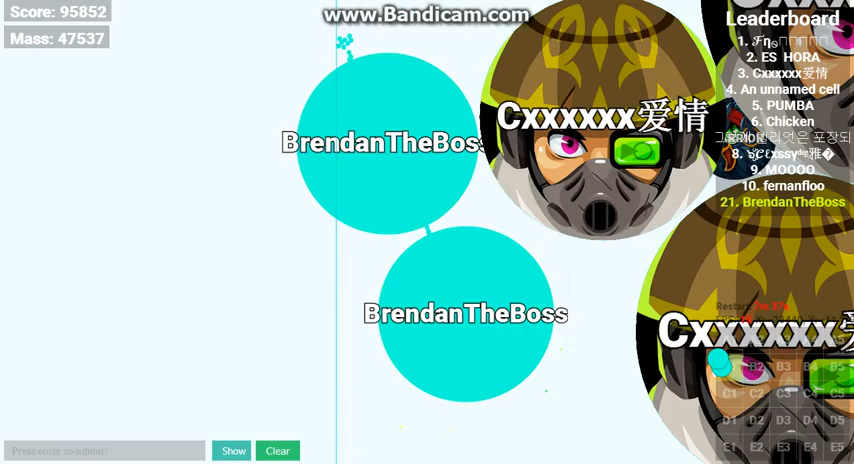 Score: 95852
Mass: 47537
www.Bandicam.com
Leaderboard
2. ES HORA
3. Cxxxxxx爱情
4. An unnamed cell
5. PUMBA
6. Chicken
9. MOOOO
10. fernanfloo
21. BrendanTheBoss
BrendanTheBoss
Cxxxxxx爱情
BrendanTheBoss
Cxxxxxx
B2 B3 B4 B5
C1 C2 C3 C4 C5
D1 D2 D3 D4 D5
E1 E2 E3 E4 E5
Press enter to submit!
Show
Clear